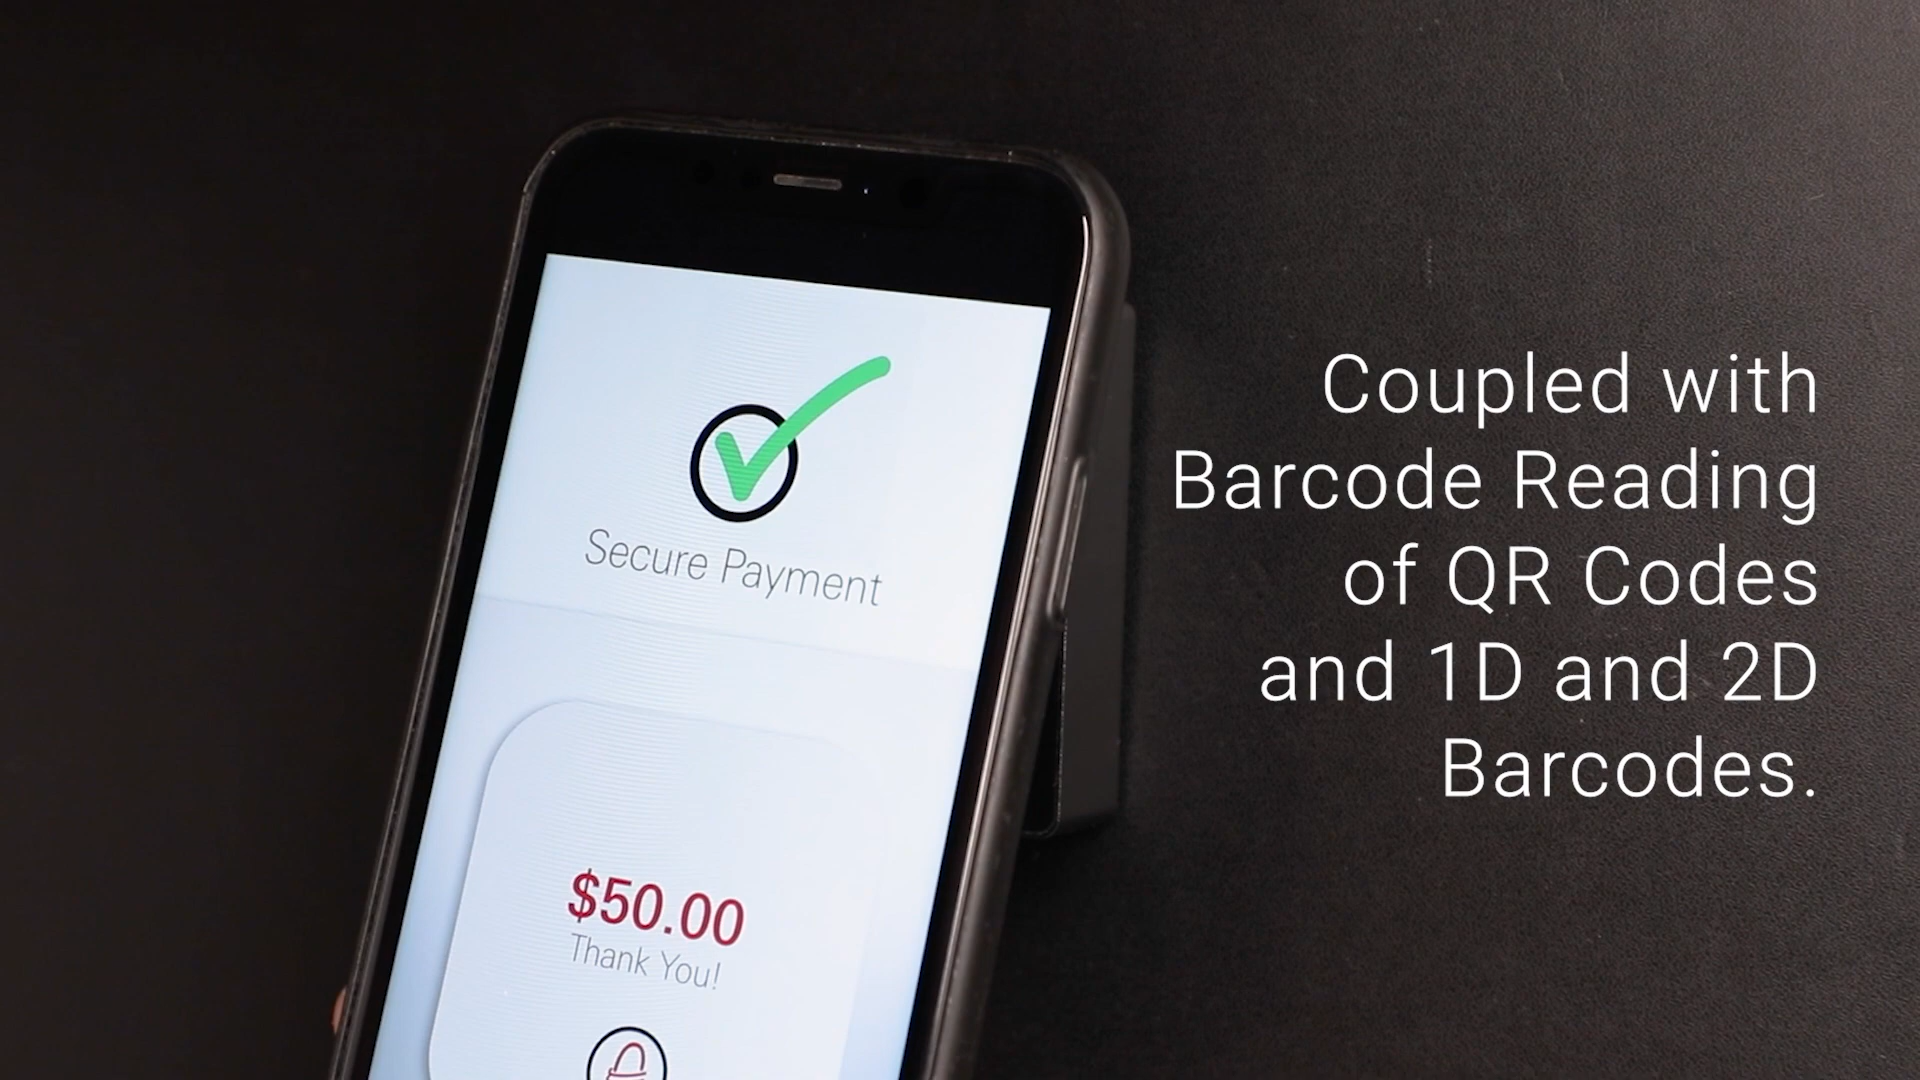 Secure Payment
$50.00
Thank You!
Coupled with
Barcode Reading
of QR Codes
and 1D and 2D
Barcodes.